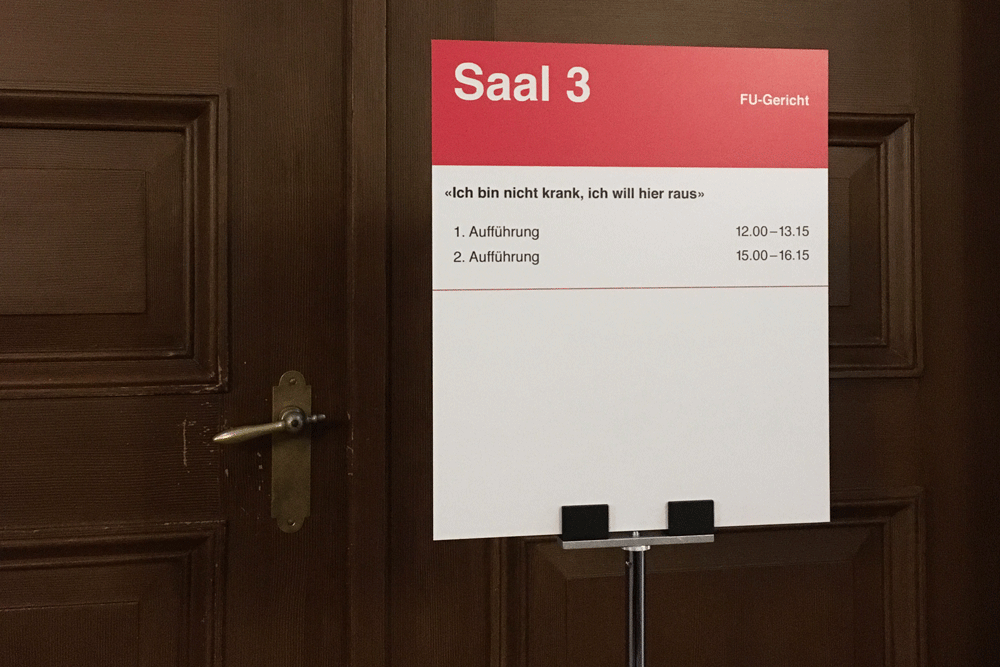 Saal 3
FU-Gericht
«Ich bin nicht krank, ich will hier raus»
1. Aufführung 12.00–13.15
2. Aufführung 15.00–16.15